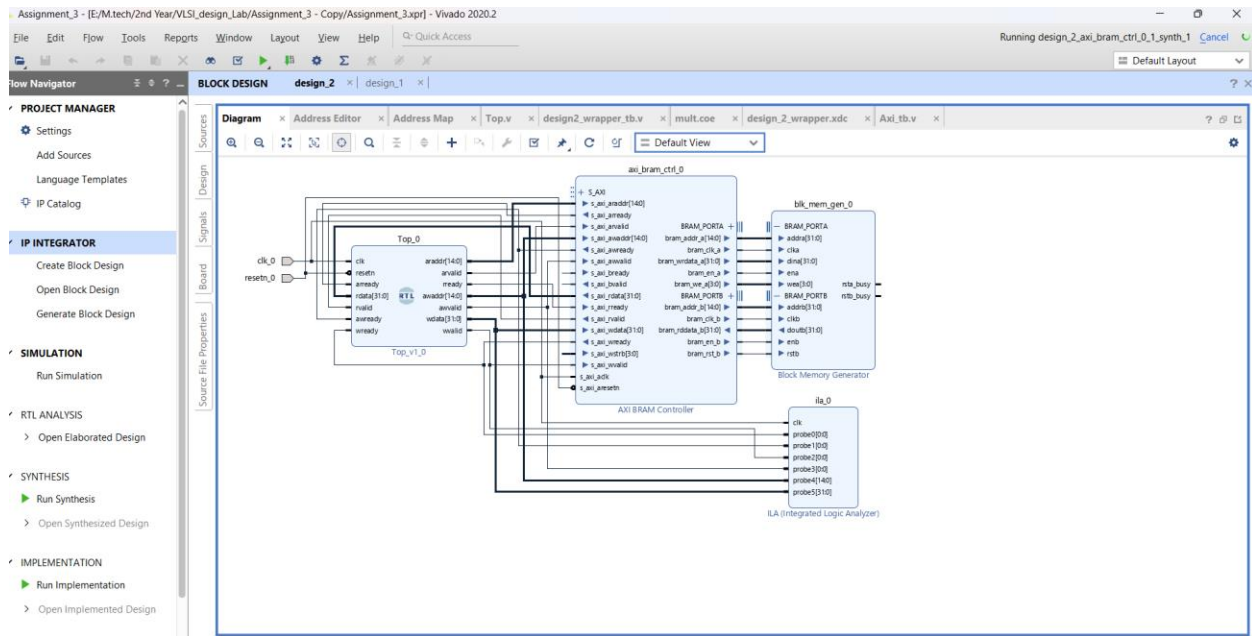 Assignment_3 - [E:/M.tech/2nd Year/VLSI_design_Lab/Assignment_3 - Copy/Assignment_3.xpr] - Vivado 2020.2
File Edit Flow Tools Reports Window Layout View Help Q- Quick Access
Running design_2_axi_bram_ctrl_0_1_synth_1 Cancel
Default Layout
Flow Navigator
PROJECT MANAGER
Settings
Add Sources
Language Templates
IP Catalog
IP INTEGRATOR
Create Block Design
Open Block Design
Generate Block Design
SIMULATION
Run Simulation
RTL ANALYSIS
Open Elaborated Design
SYNTHESIS
Run Synthesis
Open Synthesized Design
IMPLEMENTATION
Run Implementation
Open Implemented Design
BLOCK DESIGN design_2 design_1
Sources
Design
Signals
Board
Source File Properties
Diagram Address Editor Address Map Top.v design2_wrapper_tb.v mult.coe design_2_wrapper.xdc Axi_tb.v
Default View
clk_0
resetn_0
Top_0
clk araddr[14:0]
resetn arvalid
arready rready
rdata[31:0] RTL awaddr[14:0]
rvalid awvalid
awready wdata[31:0]
wready wvalid
Top_v1_0
axi_bram_ctrl_0
S_AXI
s_axi_araddr[14:0]
s_axi_arready
s_axi_arvalid BRAM_PORTA
s_axi_awaddr[14:0] bram_addr_a[14:0]
s_axi_awready bram_clk_a
s_axi_awvalid bram_wrdata_a[31:0]
s_axi_bready bram_en_a
s_axi_bvalid bram_we_a[3:0]
s_axi_rdata[31:0] BRAM_PORTB
s_axi_rready bram_addr_b[14:0]
s_axi_rvalid bram_clk_b
s_axi_wdata[31:0] bram_rddata_b[31:0]
s_axi_wready bram_en_b
s_axi_wstrb[3:0] bram_rst_b
s_axi_wvalid
s_axi_aclk
s_axi_aresetn
AXI BRAM Controller
blk_mem_gen_0
BRAM_PORTA
addra[31:0]
clka
dina[31:0]
ena
wea[3:0] rsta_busy
BRAM_PORTB rstb_busy
addrb[31:0]
clkb
doutb[31:0]
enb
rstb
Block Memory Generator
ila_0
clk
probe0[0:0]
probe1[0:0]
probe2[0:0]
probe3[0:0]
probe4[14:0]
probe5[31:0]
ILA (Integrated Logic Analyzer)